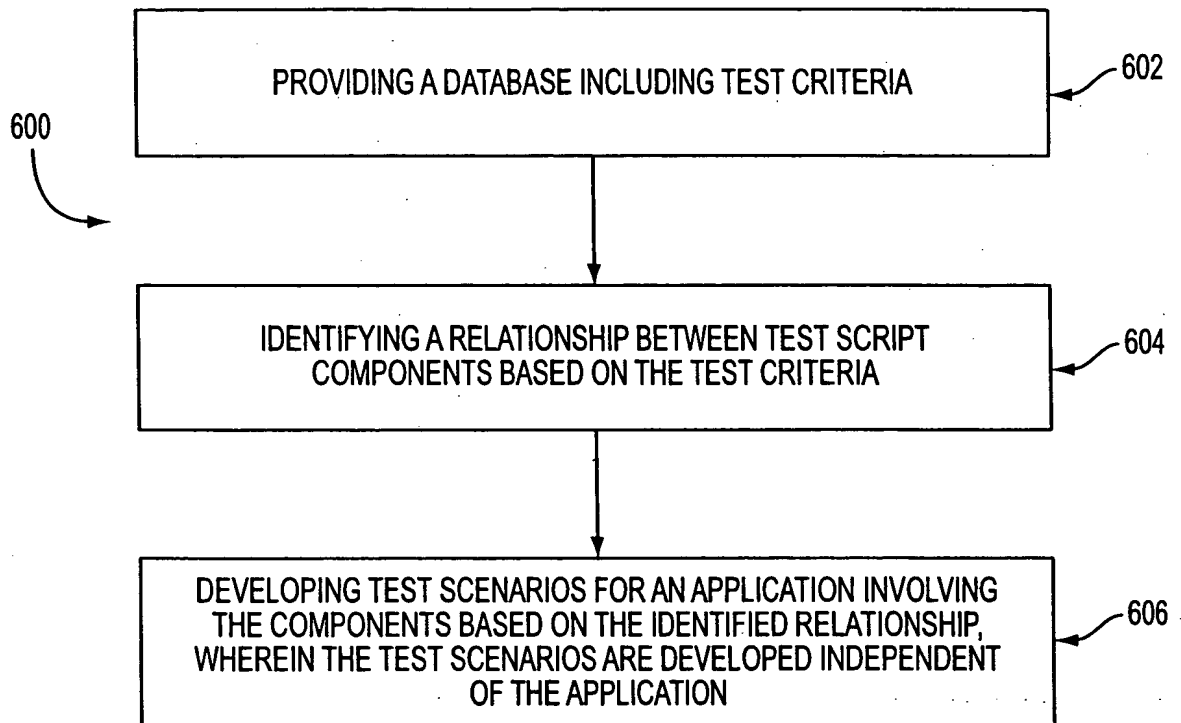 PROVIDING A DATABASE INCLUDING TEST CRITERIA
602
600
IDENTIFYING A RELATIONSHIP BETWEEN TEST SCRIPT
COMPONENTS BASED ON THE TEST CRITERIA
604
DEVELOPING TEST SCENARIOS FOR AN APPLICATION INVOLVING
THE COMPONENTS BASED ON THE IDENTIFIED RELATIONSHIP,
WHEREIN THE TEST SCENARIOS ARE DEVELOPED INDEPENDENT
OF THE APPLICATION
606